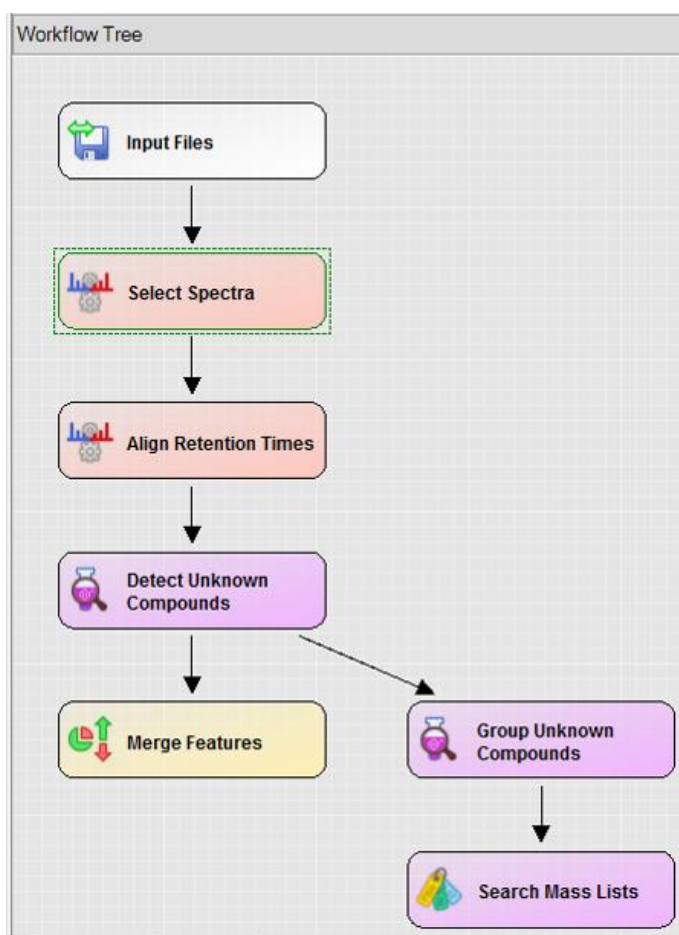 Workflow Tree
Input Files
Select Spectra
Align Retention Times
Detect Unknown
Compounds
Merge Features
Group Unknown
Compounds
Search Mass Lists